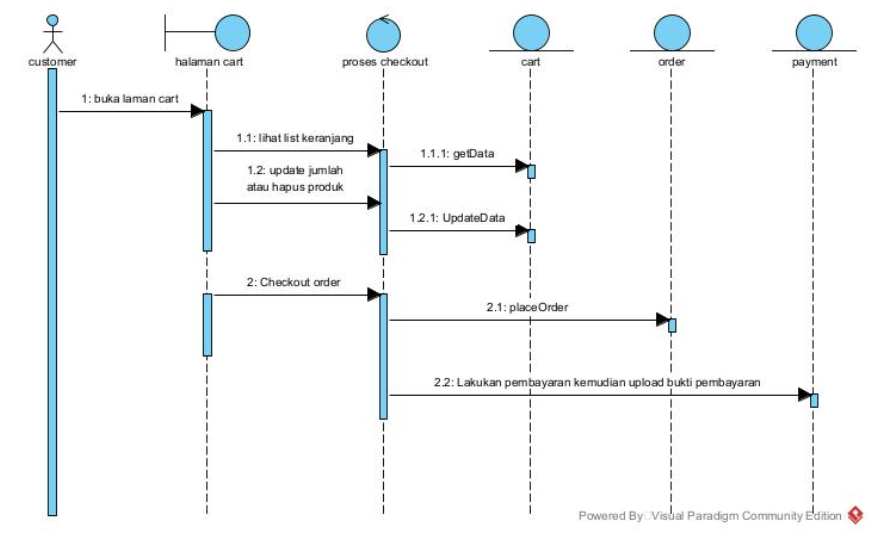 customer
halaman cart
proses checkout
cart
order
payment
1: buka laman cart
1.1: lihat list keranjang
1.1.1: getData
1.2: update jumlah
atau hapus produk
1.2.1: UpdateData
2: Checkout order
2.1: placeOrder
2.2: Lakukan pembayaran kemudian upload bukti pembayaran
Powered By Visual Paradigm Community Edition